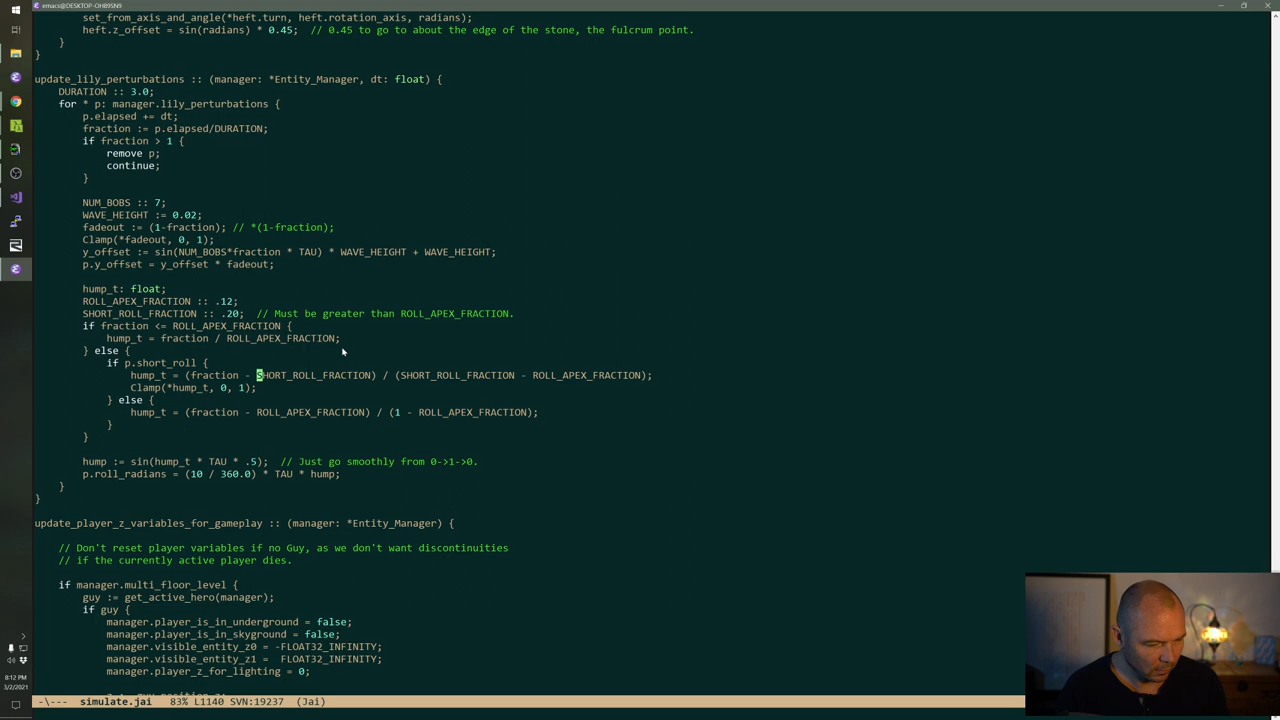 emacs@DESKTOP-OH89SN9
set_from_axis_and_angle(*heft.turn, heft.rotation_axis, radians);
heft.z_offset = sin(radians) * 0.45;  // 0.45 to go to about the edge of the stone, the fulcrum point.
}
}
update_lily_perturbations :: (manager: *Entity_Manager, dt: float) {
DURATION :: 3.0;
for * p: manager.lily_perturbations {
p.elapsed += dt;
fraction := p.elapsed/DURATION;
if fraction > 1 {
remove p;
continue;
}
NUM_BOBS :: 7;
WAVE_HEIGHT := 0.02;
fadeout := (1-fraction); // *(1-fraction);
Clamp(*fadeout, 0, 1);
y_offset := sin(NUM_BOBS*fraction * TAU) * WAVE_HEIGHT + WAVE_HEIGHT;
p.y_offset = y_offset * fadeout;
hump_t: float;
ROLL_APEX_FRACTION :: .12;
SHORT_ROLL_FRACTION :: .20;  // Must be greater than ROLL_APEX_FRACTION.
if fraction <= ROLL_APEX_FRACTION {
hump_t = fraction / ROLL_APEX_FRACTION;
} else {
if p.short_roll {
hump_t = (fraction - SHORT_ROLL_FRACTION) / (SHORT_ROLL_FRACTION - ROLL_APEX_FRACTION);
Clamp(*hump_t, 0, 1);
} else {
hump_t = (fraction - ROLL_APEX_FRACTION) / (1 - ROLL_APEX_FRACTION);
}
}
hump := sin(hump_t * TAU * .5);  // Just go smoothly from 0->1->0.
p.roll_radians = (10 / 360.0) * TAU * hump;
}
}
update_player_z_variables_for_gameplay :: (manager: *Entity_Manager) {
// Don't reset player variables if no Guy, as we don't want discontinuities
// if the currently active player dies.
if manager.multi_floor_level {
guy := get_active_hero(manager);
if guy {
manager.player_is_in_underground = false;
manager.player_is_in_skyground = false;
manager.visible_entity_z0 = -FLOAT32_INFINITY;
manager.visible_entity_z1 =  FLOAT32_INFINITY;
manager.player_z_for_lighting = 0;
-\---  simulate.jai  83% L1140 SVN:19237  (Jai)
8:12 PM
3/2/2021